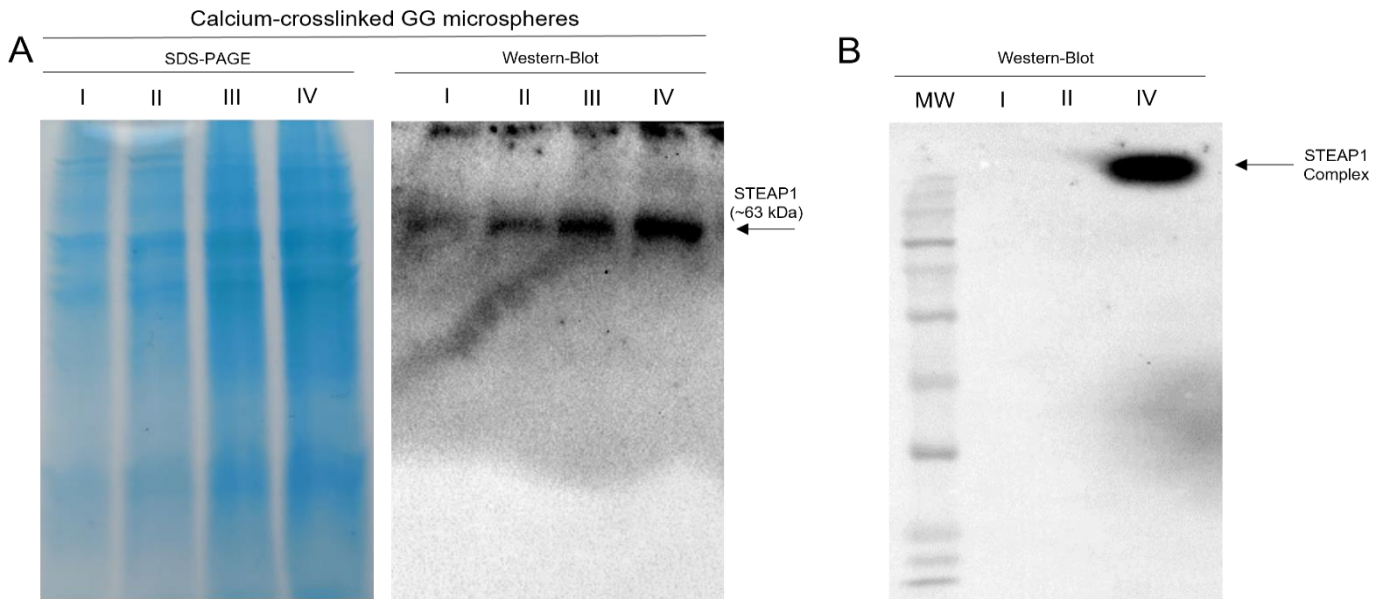 Calcium-crosslinked GG microspheres
A
SDS-PAGE
Western-Blot
I II III IV
I II III IV
STEAP1
(~63 kDa)
B
Western-Blot
MW I II IV
STEAP1
Complex